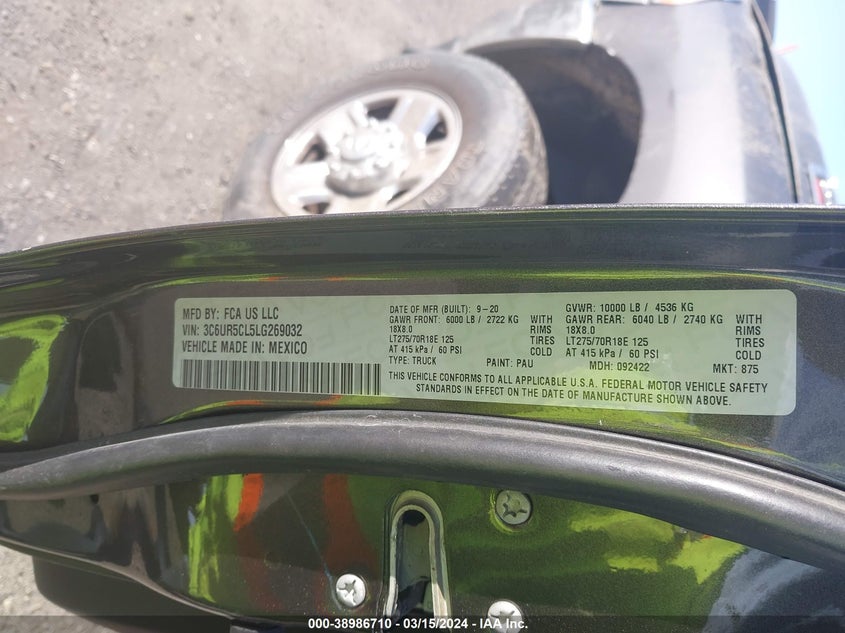 MFD BY: FCA US LLC
VIN: 3C6UR5CL5LG269032
VEHICLE MADE IN: MEXICO
DATE OF MFR (BUILT): 9-20
GAWR FRONT: 6000 LB / 2722 KG WITH
18X8.0 RIMS
LT275/70R18E 125 TIRES
AT 415 kPa / 60 PSI COLD
TYPE: TRUCK PAINT: PAU
GVWR: 10000 LB / 4536 KG
GAWR REAR: 6040 LB / 2740 KG WITH
18X8.0 RIMS
LT275/70R18E 125 TIRES
AT 415 kPa / 60 PSI COLD
MDH: 092422 MKT: 875
THIS VEHICLE CONFORMS TO ALL APPLICABLE U.S.A. FEDERAL MOTOR VEHICLE SAFETY
STANDARDS IN EFFECT ON THE DATE OF MANUFACTURE SHOWN ABOVE.
000-38986710 - 03/15/2024 - IAA Inc.